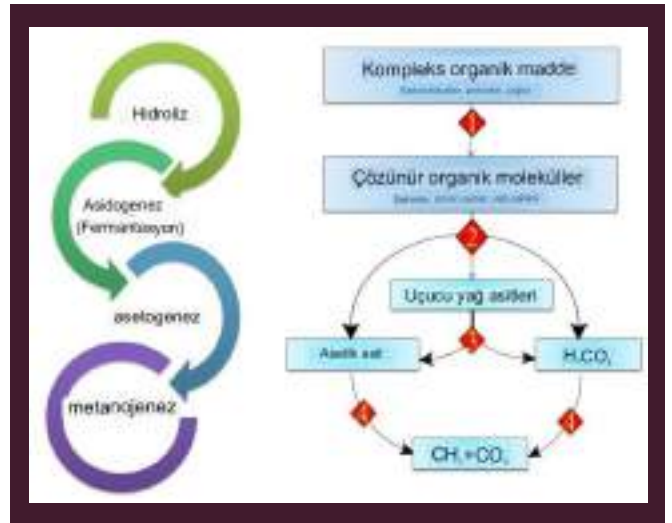 Hidroliz
Asidogenez
(Fermantasyon)
asetogenez
metanojenez
Kompleks organik madde
1
Çözünür organik moleküller
2
Uçucu yağ asitleri
3
Asetik asit
H,CO,
4
4
CH,+CO,